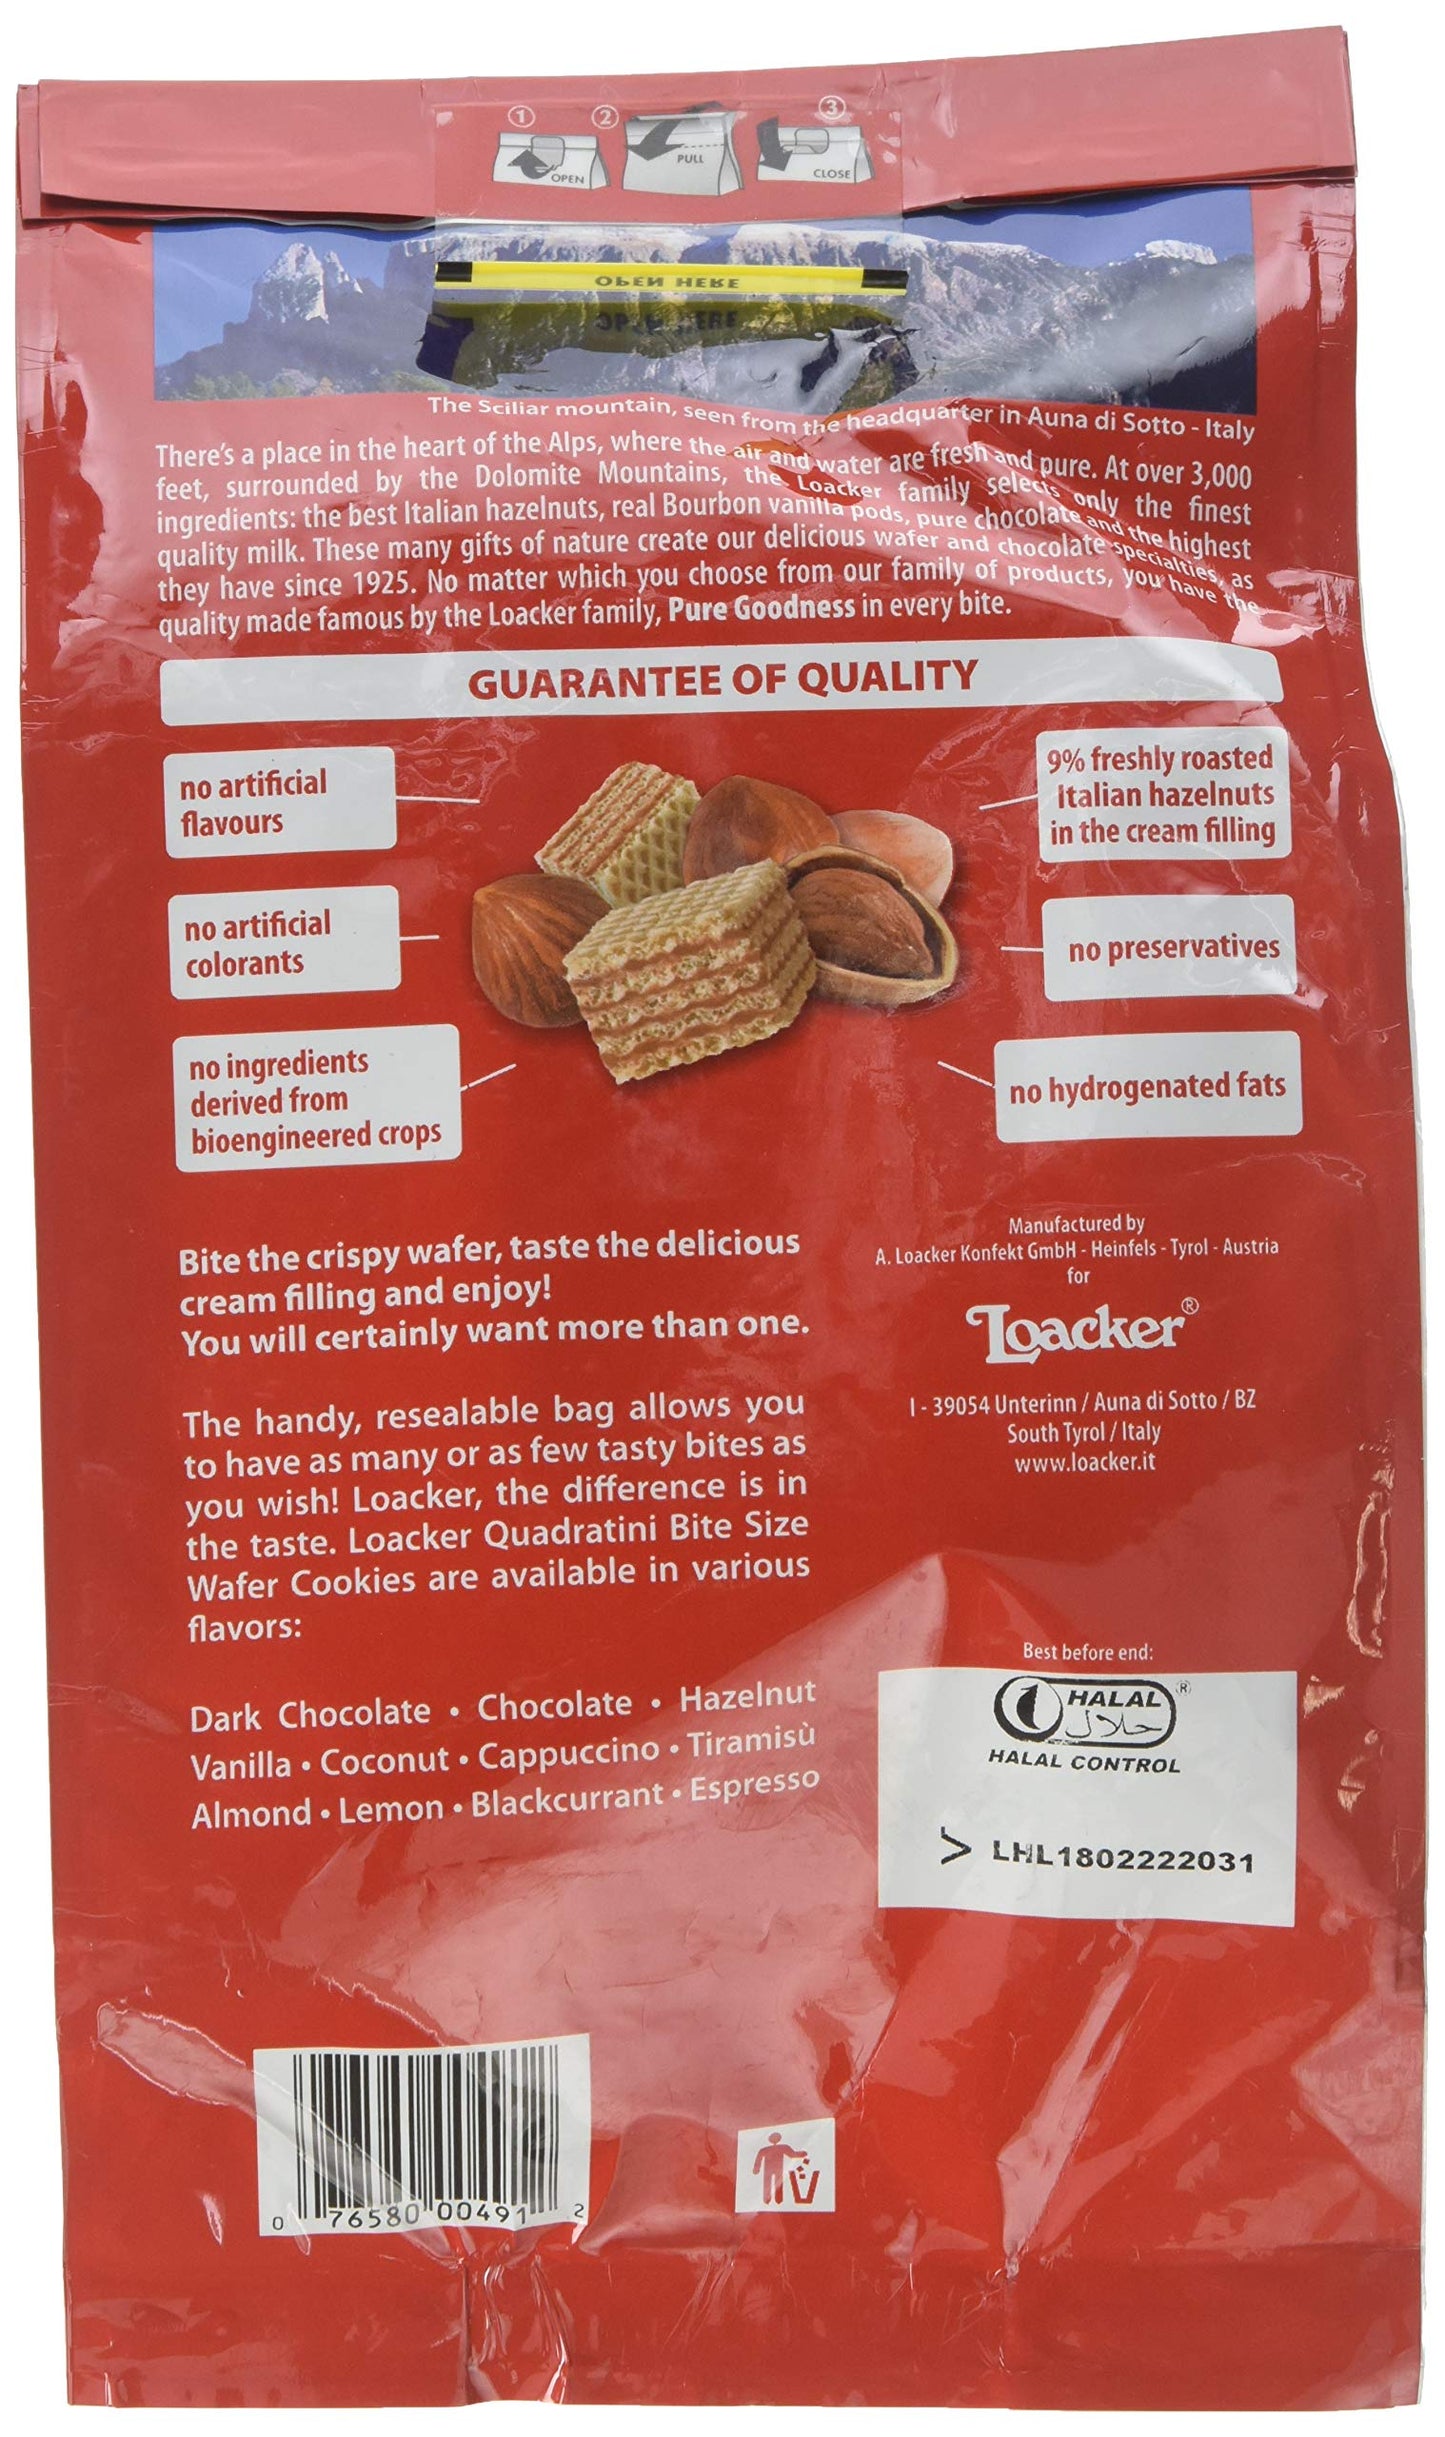 1 2 3
OPEN PULL CLOSE
OPEN HERE
The Sciliar mountain, seen from the headquarter in Auna di Sotto - Italy
There's a place in the heart of the Alps, where the air and water are fresh and pure. At over 3,000
feet, surrounded by the Dolomite Mountains, the Loacker family selects only the finest
ingredients: the best Italian hazelnuts, real Bourbon vanilla pods, pure chocolate and the highest
quality milk. These many gifts of nature create our delicious wafer and chocolate specialties, as
they have since 1925. No matter which you choose from our family of products, you have the
quality made famous by the Loacker family, Pure Goodness in every bite.
GUARANTEE OF QUALITY
no artificial
flavours
9% freshly roasted
Italian hazelnuts
in the cream filling
no artificial
colorants
no preservatives
no ingredients
derived from
bioengineered crops
no hydrogenated fats
Bite the crispy wafer, taste the delicious
cream filling and enjoy!
You will certainly want more than one.
The handy, resealable bag allows you
to have as many or as few tasty bites as
you wish! Loacker, the difference is in
the taste. Loacker Quadratini Bite Size
Wafer Cookies are available in various
flavors:
Dark Chocolate • Chocolate • Hazelnut
Vanilla • Coconut • Cappuccino • Tiramisù
Almond • Lemon • Blackcurrant • Espresso
Manufactured by
A. Loacker Konfekt GmbH - Heinfels - Tyrol - Austria
for
Loacker®
I - 39054 Unterinn / Auna di Sotto / BZ
South Tyrol / Italy
www.loacker.it
Best before end:
HALAL ®
حلال
HALAL CONTROL
> LHL1802222031
0 76580 00491 2